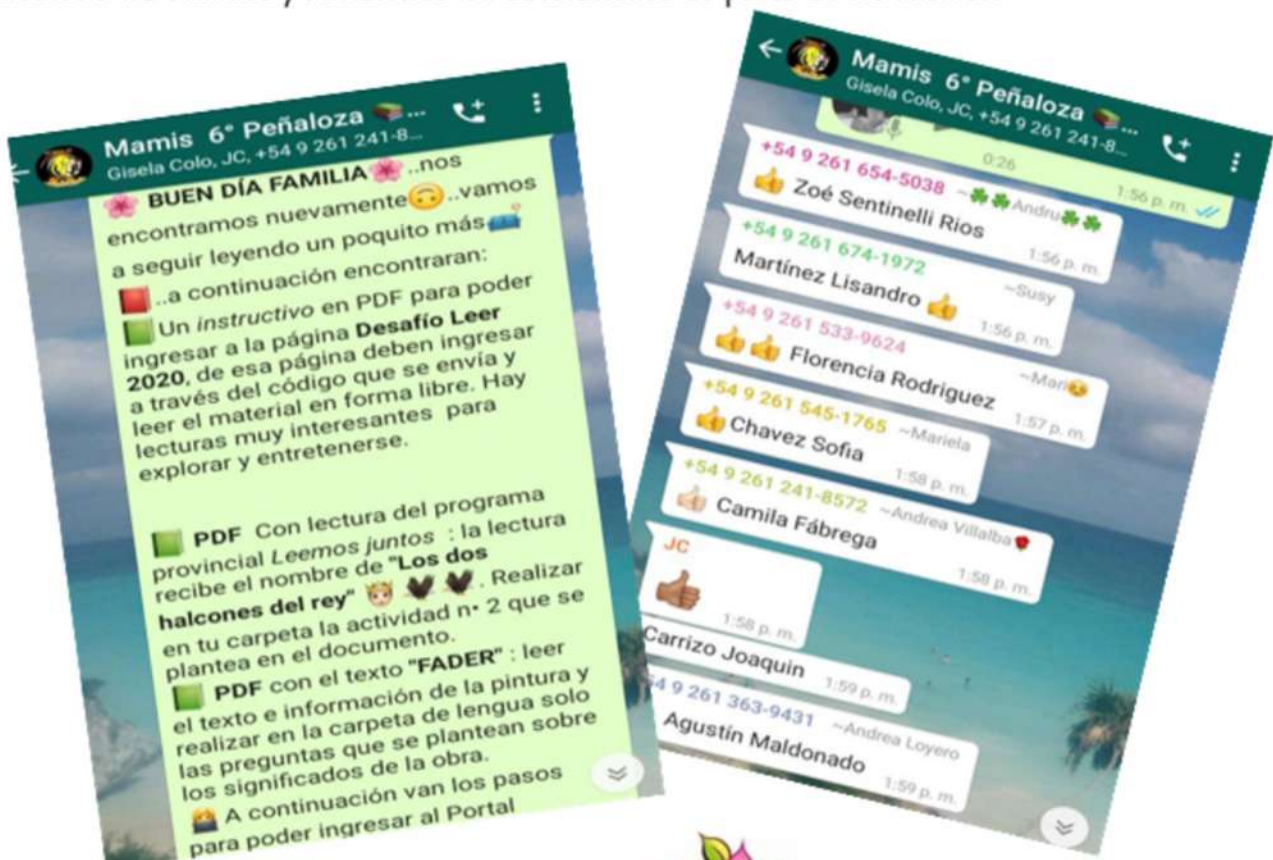 Mamis 6° Peñaloza 📚...
Gisela Colo, JC, +54 9 261 241-8...
🌸 BUEN DÍA FAMILIA🌸..nos
encontramos nuevamente🙃..vamos
a seguir leyendo un poquito más🛋️
📕..a continuación encontraran:
📗Un instructivo en PDF para poder
ingresar a la página Desafío Leer
2020, de esa página deben ingresar
a través del código que se envía y
leer el material en forma libre. Hay
lecturas muy interesantes para
explorar y entretenerse.
📗 PDF Con lectura del programa
provincial Leemos juntos : la lectura
recibe el nombre de "Los dos
halcones del rey" 🤴 🦅 🦅 . Realizar
en tu carpeta la actividad n• 2 que se
plantea en el documento.
📗 PDF con el texto "FADER" : leer
el texto e información de la pintura y
realizar en la carpeta de lengua solo
las preguntas que se plantean sobre
los significados de la obra.
A continuación van los pasos
para poder ingresar al Portal
Mamis 6° Peñaloza 📚...
Gisela Colo, JC, +54 9 261 241-8...
0:26
1:56 p. m.
+54 9 261 654-5038 ~☘☘Andru☘☘
👍 Zoé Sentinelli Rios
1:56 p. m.
+54 9 261 674-1972 ~Susy
Martínez Lisandro 👍
1:56 p. m.
+54 9 261 533-9624 ~Mari
👍👍 Florencia Rodriguez
1:57 p. m.
+54 9 261 545-1765 ~Mariela
👍Chavez Sofia
1:58 p. m.
+54 9 261 241-8572 ~Andrea Villalba🌹
👍🏻 Camila Fábrega
1:58 p. m.
JC
👍🏾
1:58 p. m.
Carrizo Joaquin
1:59 p. m.
54 9 261 363-9431 ~Andrea Loyero
Agustín Maldonado
1:59 p. m.